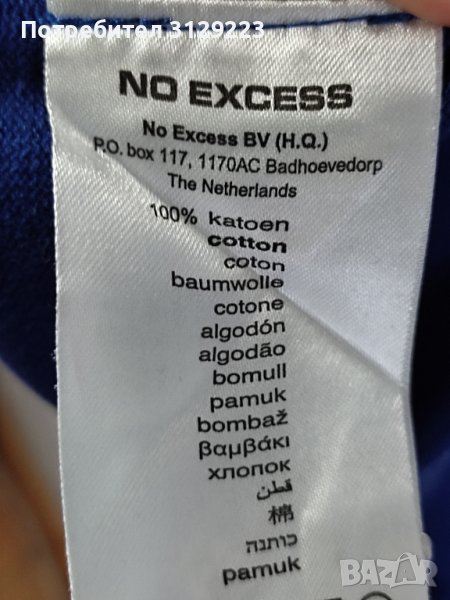 Потребител 3129223
NO EXCESS
No Excess BV (H.Q.)
P.O. box 117, 1170AC Badhoevedorp
The Netherlands
100% katoen
cotton
coton
baumwolle
cotone
algodón
algodão
bomull
pamuk
bombaž
βαμβάκι
хлопок
قطن
棉
כותנה
pamuk
BAZAR